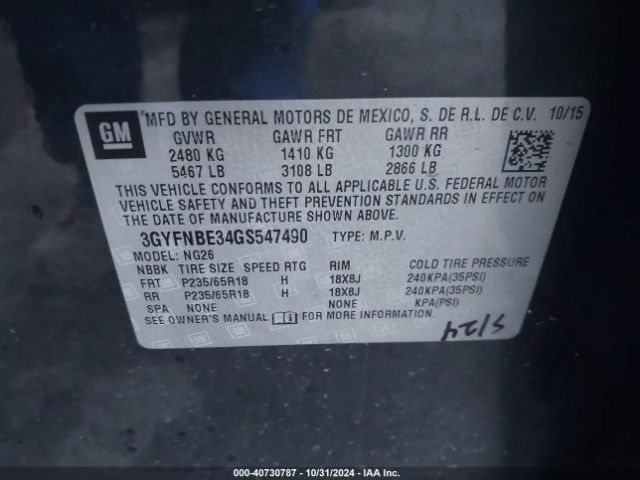 GM
MFD BY GENERAL MOTORS DE MEXICO, S. DE R.L. DE C.V. 10/15
GVWR GAWR FRT GAWR RR
2480 KG 1410 KG 1300 KG
5467 LB 3108 LB 2866 LB
THIS VEHICLE CONFORMS TO ALL APPLICABLE U.S. FEDERAL MOTOR
VEHICLE SAFETY AND THEFT PREVENTION STANDARDS IN EFFECT ON
THE DATE OF MANUFACTURE SHOWN ABOVE.
3GYFNBE34GS547490 TYPE: M.P.V.
MODEL: NG26
NBBK TIRE SIZE SPEED RTG RIM COLD TIRE PRESSURE
FRT P235/65R18 H 18X8J 240KPA(35PSI)
RR P235/65R18 H 18X8J 240KPA(35PSI)
SPA NONE NONE KPA(PSI)
SEE OWNER'S MANUAL FOR MORE INFORMATION
5/24
000-40730787 - 10/31/2024 - IAA Inc.